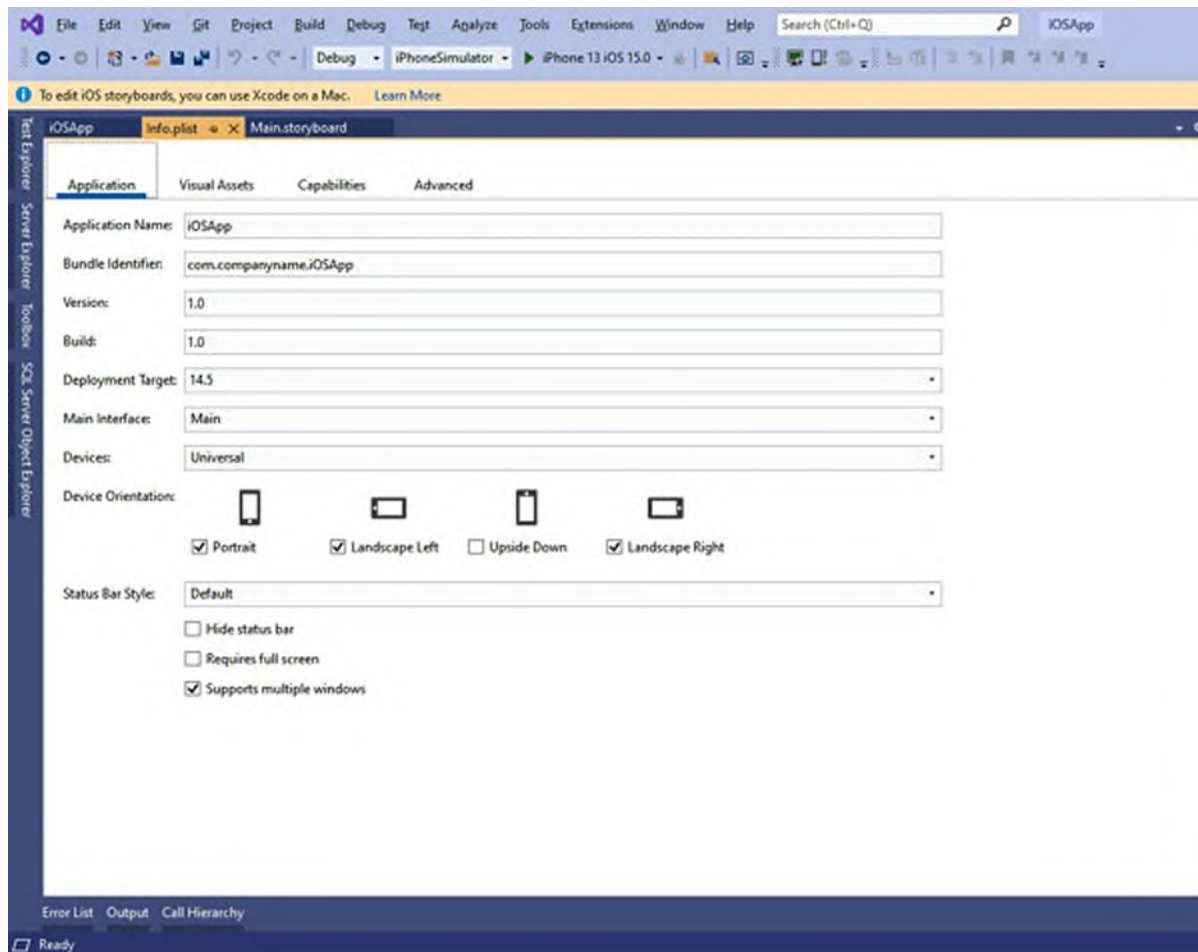 File Edit View Git Project Build Debug Test Analyze Tools Extensions Window Help Search (Ctrl+Q) iOSApp
Debug iPhoneSimulator iPhone 13 iOS 15.0
To edit iOS storyboards, you can use Xcode on a Mac. Learn More
iOSApp Info.plist Main.storyboard
Test Explorer
Server Explorer
Toolbox
SQL Server Object Explorer
Application Visual Assets Capabilities Advanced
Application Name: iOSApp
Bundle Identifier: com.companyname.iOSApp
Version: 1.0
Build: 1.0
Deployment Target: 14.5
Main Interface: Main
Devices: Universal
Device Orientation:
Portrait Landscape Left Upside Down Landscape Right
Status Bar Style: Default
Hide status bar
Requires full screen
Supports multiple windows
Error List Output Call Hierarchy
Ready